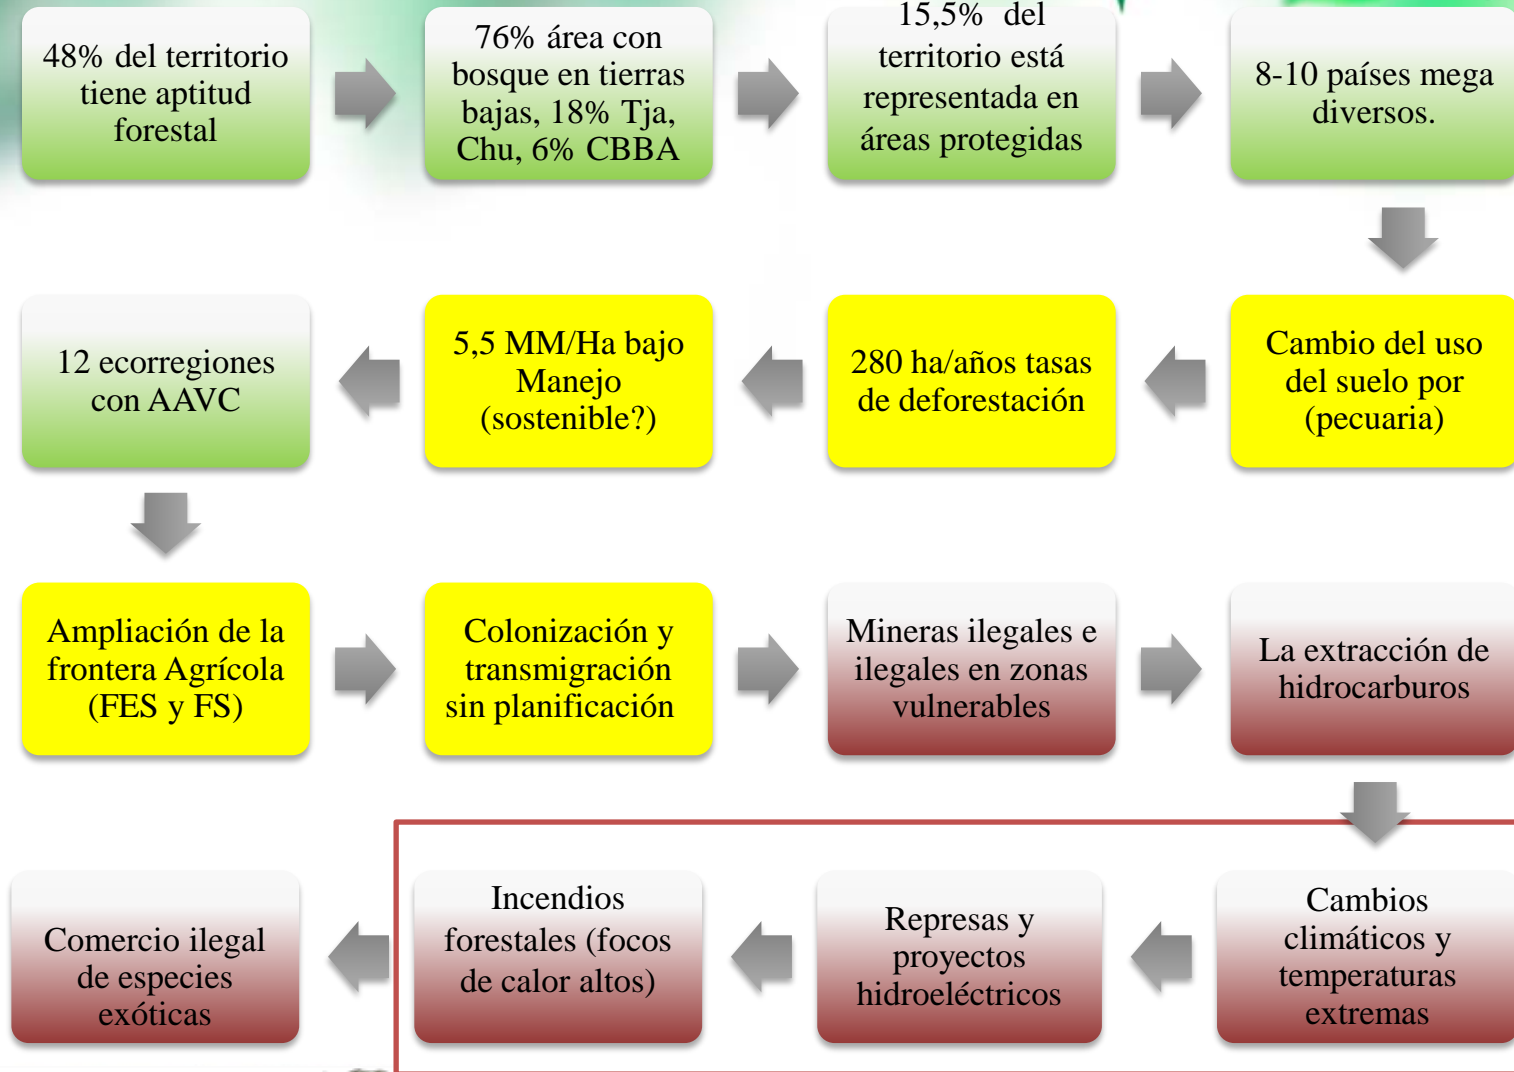 48% del territorio
tiene aptitud
forestal
76% área con
bosque en tierras
bajas, 18% Tja,
Chu, 6% CBBA
15,5% del
territorio está
representada en
áreas protegidas
8-10 países mega
diversos.
Cambio del uso
del suelo por
(pecuaria)
280 ha/años tasas
de deforestación
5,5 MM/Ha bajo
Manejo
(sostenible?)
12 ecorregiones
con AAVC
Ampliación de la
frontera Agrícola
(FES y FS)
Colonización y
transmigración
sin planificación
Mineras ilegales e
ilegales en zonas
vulnerables
La extracción de
hidrocarburos
Cambios
climáticos y
temperaturas
extremas
Represas y
proyectos
hidroeléctricos
Incendios
forestales (focos
de calor altos)
Comercio ilegal
de especies
exóticas